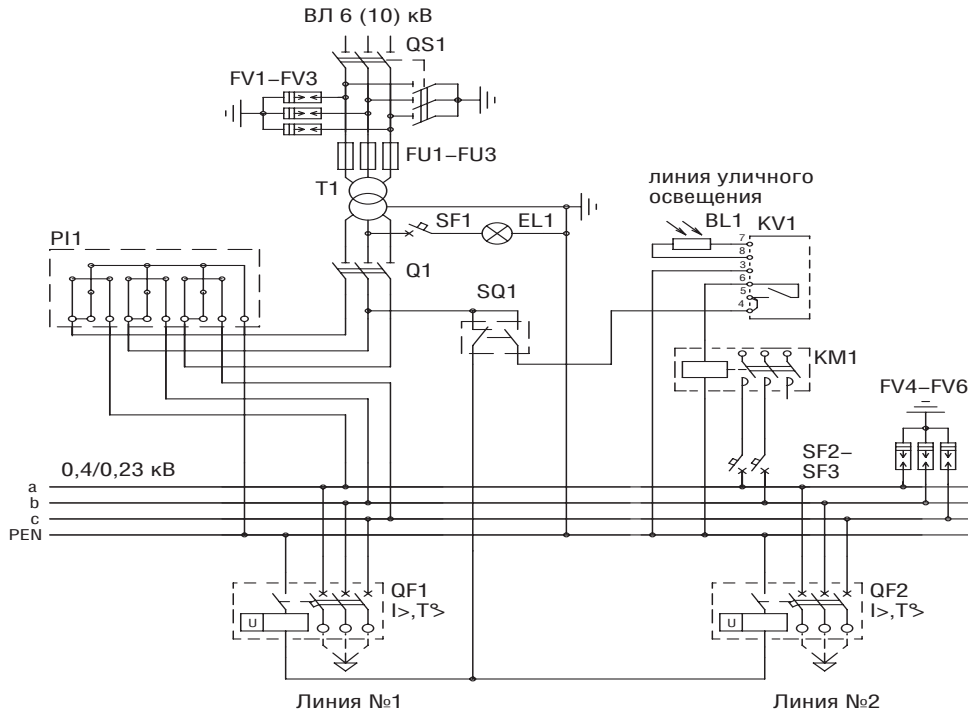 ВЛ 6 (10) кВ
QS1
FV1–FV3
FU1–FU3
T1
линия уличного
освещения
SF1
EL1
BL1
KV1
PI1
7
8
3
6
5
4
Q1
SQ1
KM1
FV4–FV6
SF2–
SF3
0,4/0,23 кВ
a
b
c
PEN
QF1
I>,T°>
U
QF2
I>,T°>
U
Линия №1
Линия №2